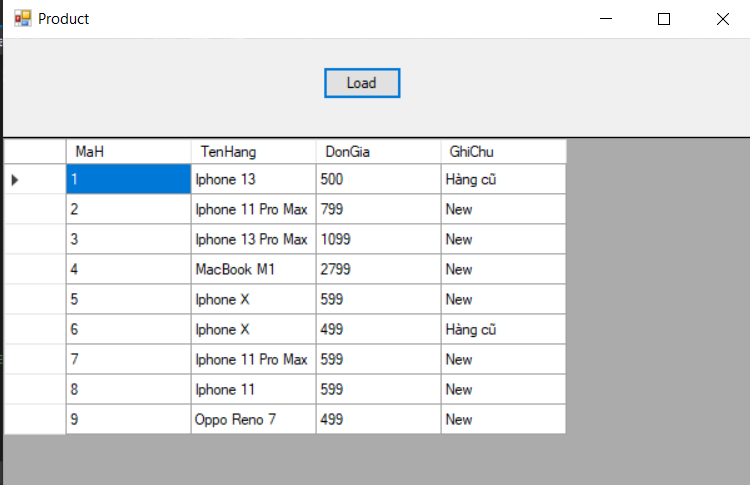 Product
Load
MaH TenHang DonGia GhiChu
1 Iphone 13 500 Hàng cũ
2 Iphone 11 Pro Max 799 New
3 Iphone 13 Pro Max 1099 New
4 MacBook M1 2799 New
5 Iphone X 599 New
6 Iphone X 499 Hàng cũ
7 Iphone 11 Pro Max 599 New
8 Iphone 11 599 New
9 Oppo Reno 7 499 New